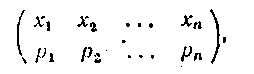 ( x₁ x₂ ... xₙ
p₁ p₂ ... pₙ ),